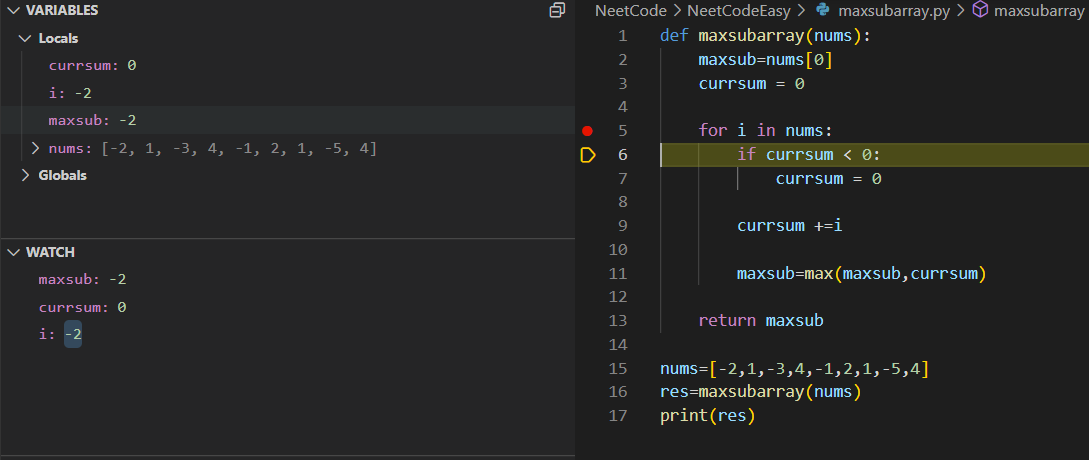 VARIABLES
Locals
currsum: 0
i: -2
maxsub: -2
nums: [-2, 1, -3, 4, -1, 2, 1, -5, 4]
Globals
WATCH
maxsub: -2
currsum: 0
i: -2
NeetCode > NeetCodeEasy > maxsubarray.py > maxsubarray
1 def maxsubarray(nums):
2     maxsub=nums[0]
3     currsum = 0
4
5     for i in nums:
6         if currsum < 0:
7             currsum = 0
8
9         currsum +=i
10
11         maxsub=max(maxsub,currsum)
12
13     return maxsub
14
15 nums=[-2,1,-3,4,-1,2,1,-5,4]
16 res=maxsubarray(nums)
17 print(res)